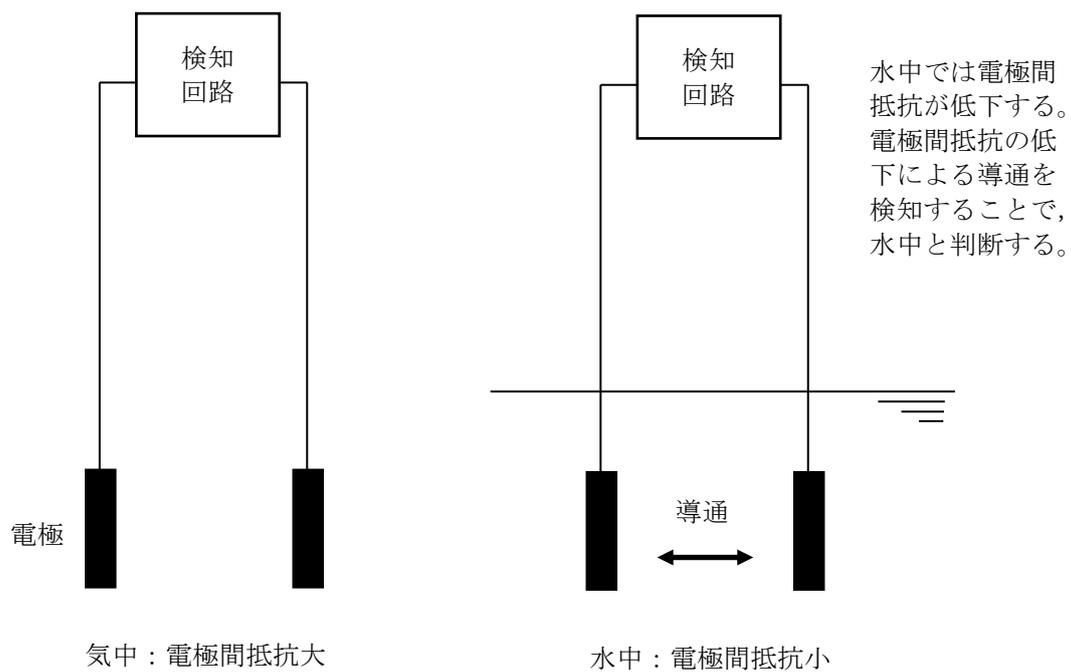 検知
回路
電極
気中：電極間抵抗大
検知
回路
水中では電極間
抵抗が低下する。
電極間抵抗の低
下による導通を
検知することで，
水中と判断する。
導通
水中：電極間抵抗小